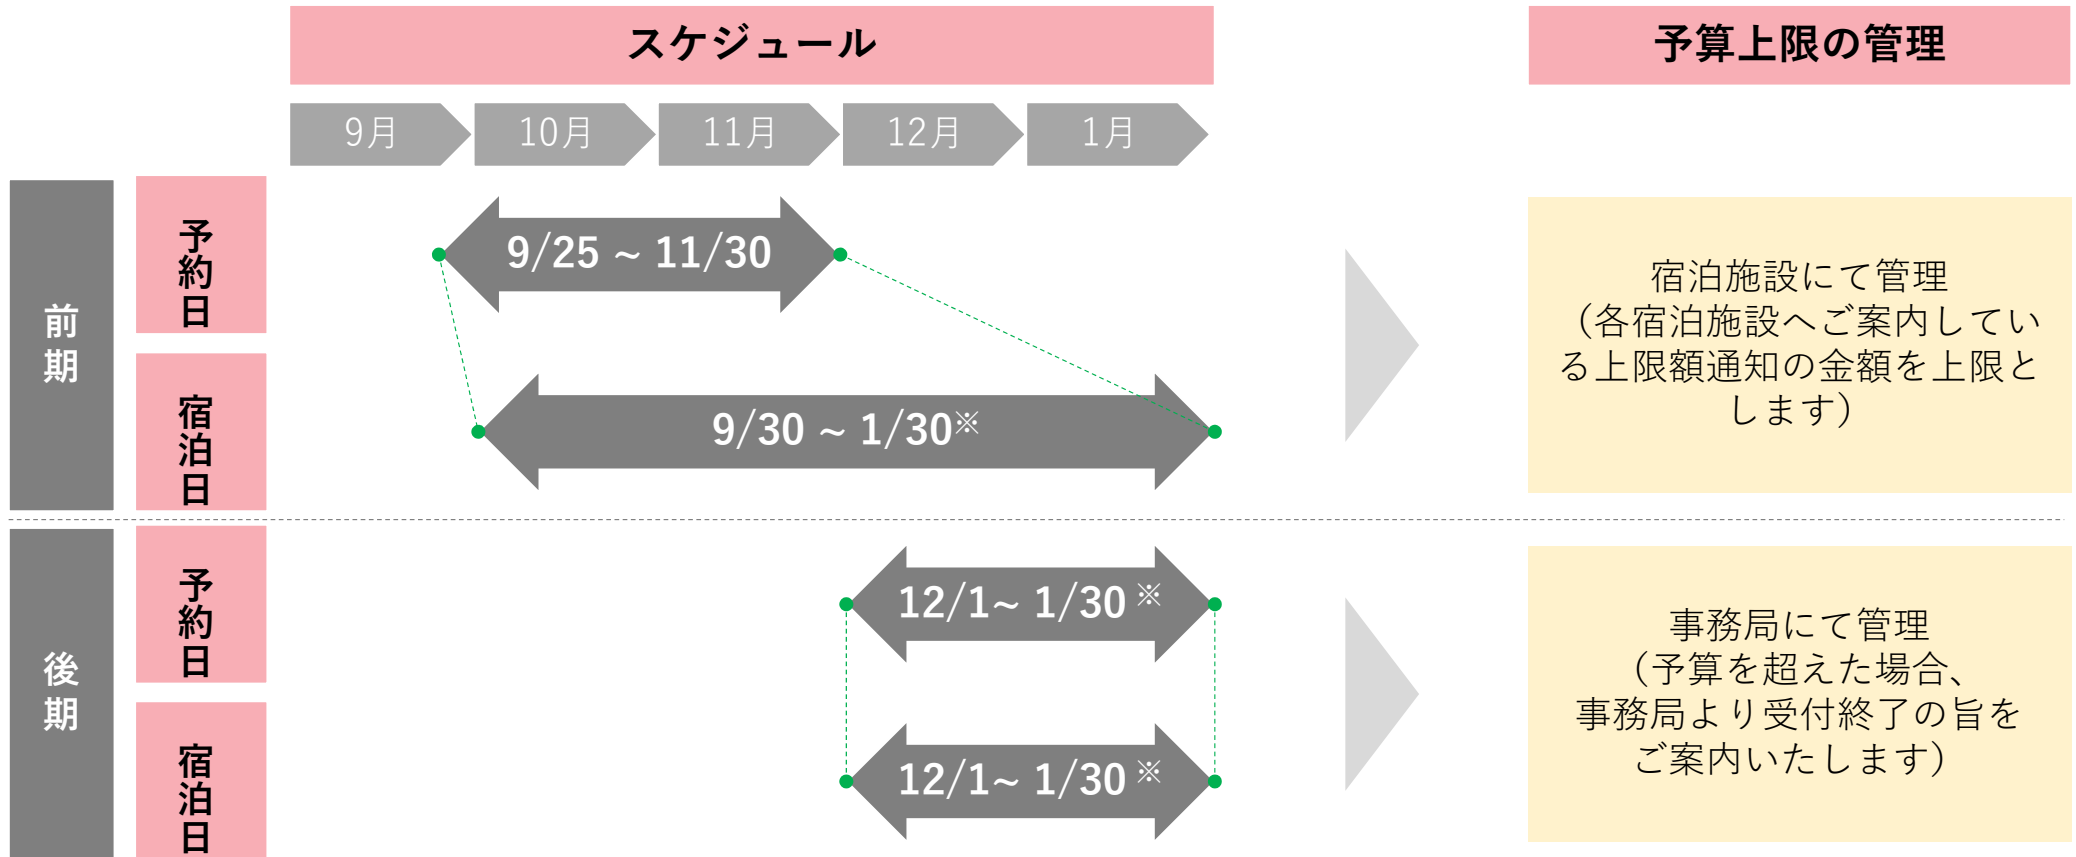 スケジュール
予算上限の管理
9月
10月
11月
12月
1月
前期
予約日
9/25 ~ 11/30
宿泊日
9/30 ~ 1/30※
宿泊施設にて管理
（各宿泊施設へご案内してい
る上限額通知の金額を上限と
します）
後期
予約日
12/1~ 1/30 ※
宿泊日
12/1~ 1/30 ※
事務局にて管理
（予算を超えた場合、
事務局より受付終了の旨を
ご案内いたします）